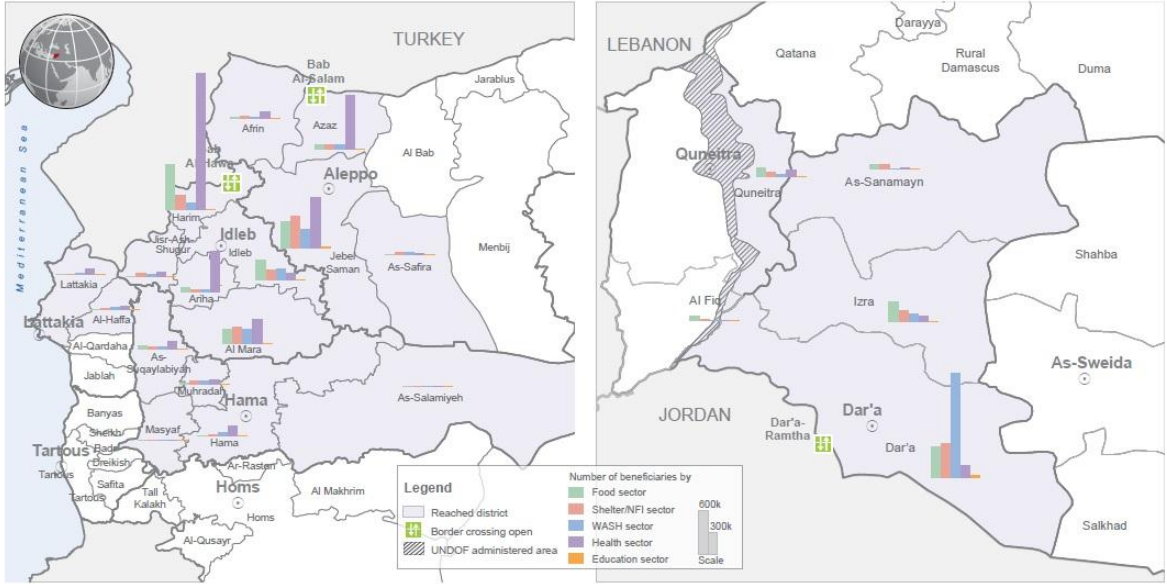 TURKEY
Bab
Al-Salam
Jarablus
Afrin
Azaz
Al Bab
Al-Hawa
Aleppo
Harim
Jisr-Ash-
Shugur
Idleb
Idleb
Jebel
Saman
As-Safira
Menbij
Mediterranean Sea
Lattakia
Ariha
Al-Haffa
Lattakia
Al-Qardaha
Al Mara
As-
Suqaylabiyah
Jablah
Muhradah
As-Salamiyeh
Hama
Banyas
Masyaf
Hama
Sheikh
Badr
Tartous
Dreikish
Tartous
Safita
Tartous
Ar-Rastan
Tall
Kalakh
Homs
Homs
Al Makhrim
Al-Qusayr
Legend
Reached district
Border crossing open
UNDOF administered area
Number of beneficiaries by
Food sector
Shelter/NFI sector
WASH sector
Health sector
Education sector
600k
300k
Scale
LEBANON
Darayya
Qatana
Rural
Damascus
Duma
Quneitra
Quneitra
As-Sanamayn
Shahba
Izra
Al Fiq
As-Sweida
JORDAN
Dar'a-
Ramtha
Dar'a
Dar'a
Salkhad